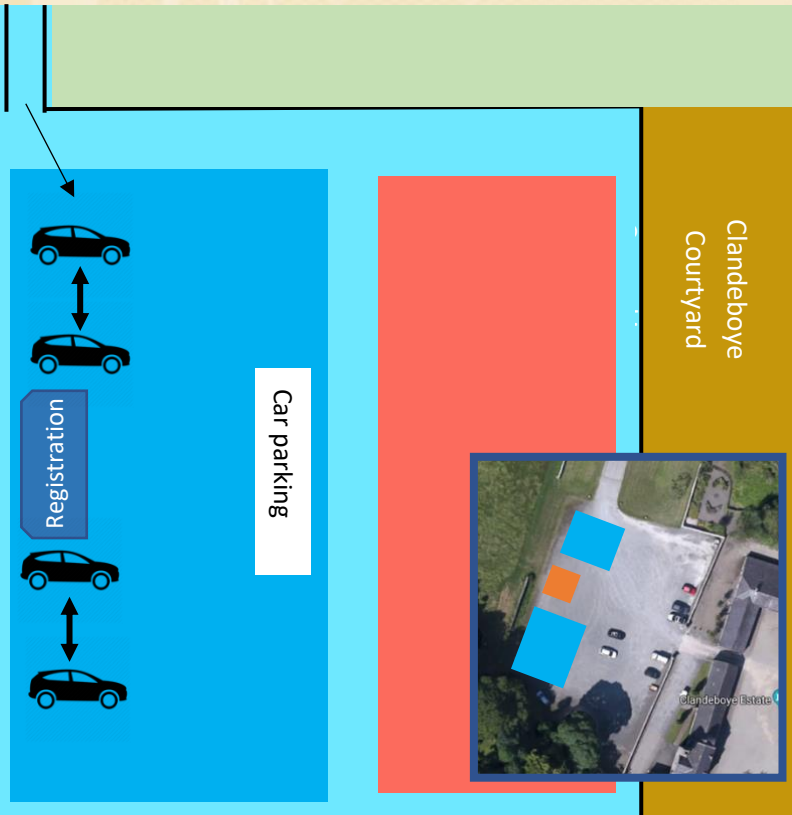 Clandeboye
Courtyard
Car parking
Registration
Clandeboye Estate